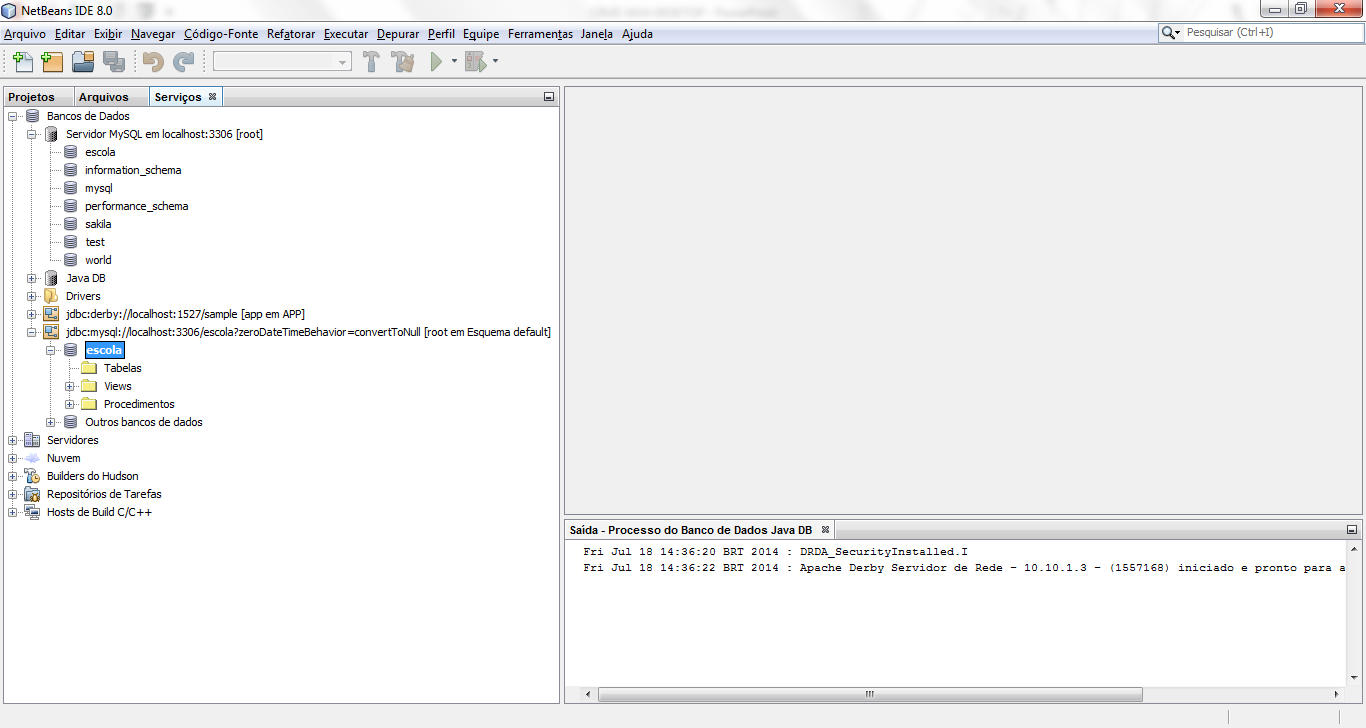 NetBeans IDE 8.0
Arquivo Editar Exibir Navegar Código-Fonte Refatorar Executar Depurar Perfil Equipe Ferramentas Janela Ajuda
Pesquisar (Ctrl+I)
Projetos Arquivos Serviços
Bancos de Dados
Servidor MySQL em localhost:3306 [root]
escola
information_schema
mysql
performance_schema
sakila
test
world
Java DB
Drivers
jdbc:derby://localhost:1527/sample [app em APP]
jdbc:mysql://localhost:3306/escola?zeroDateTimeBehavior=convertToNull [root em Esquema default]
escola
Tabelas
Views
Procedimentos
Outros bancos de dados
Servidores
Nuvem
Builders do Hudson
Repositórios de Tarefas
Hosts de Build C/C++
Saída - Processo do Banco de Dados Java DB
Fri Jul 18 14:36:20 BRT 2014 : DRDA_SecurityInstalled.I
Fri Jul 18 14:36:22 BRT 2014 : Apache Derby Servidor de Rede - 10.10.1.3 - (1557168) iniciado e pronto para a